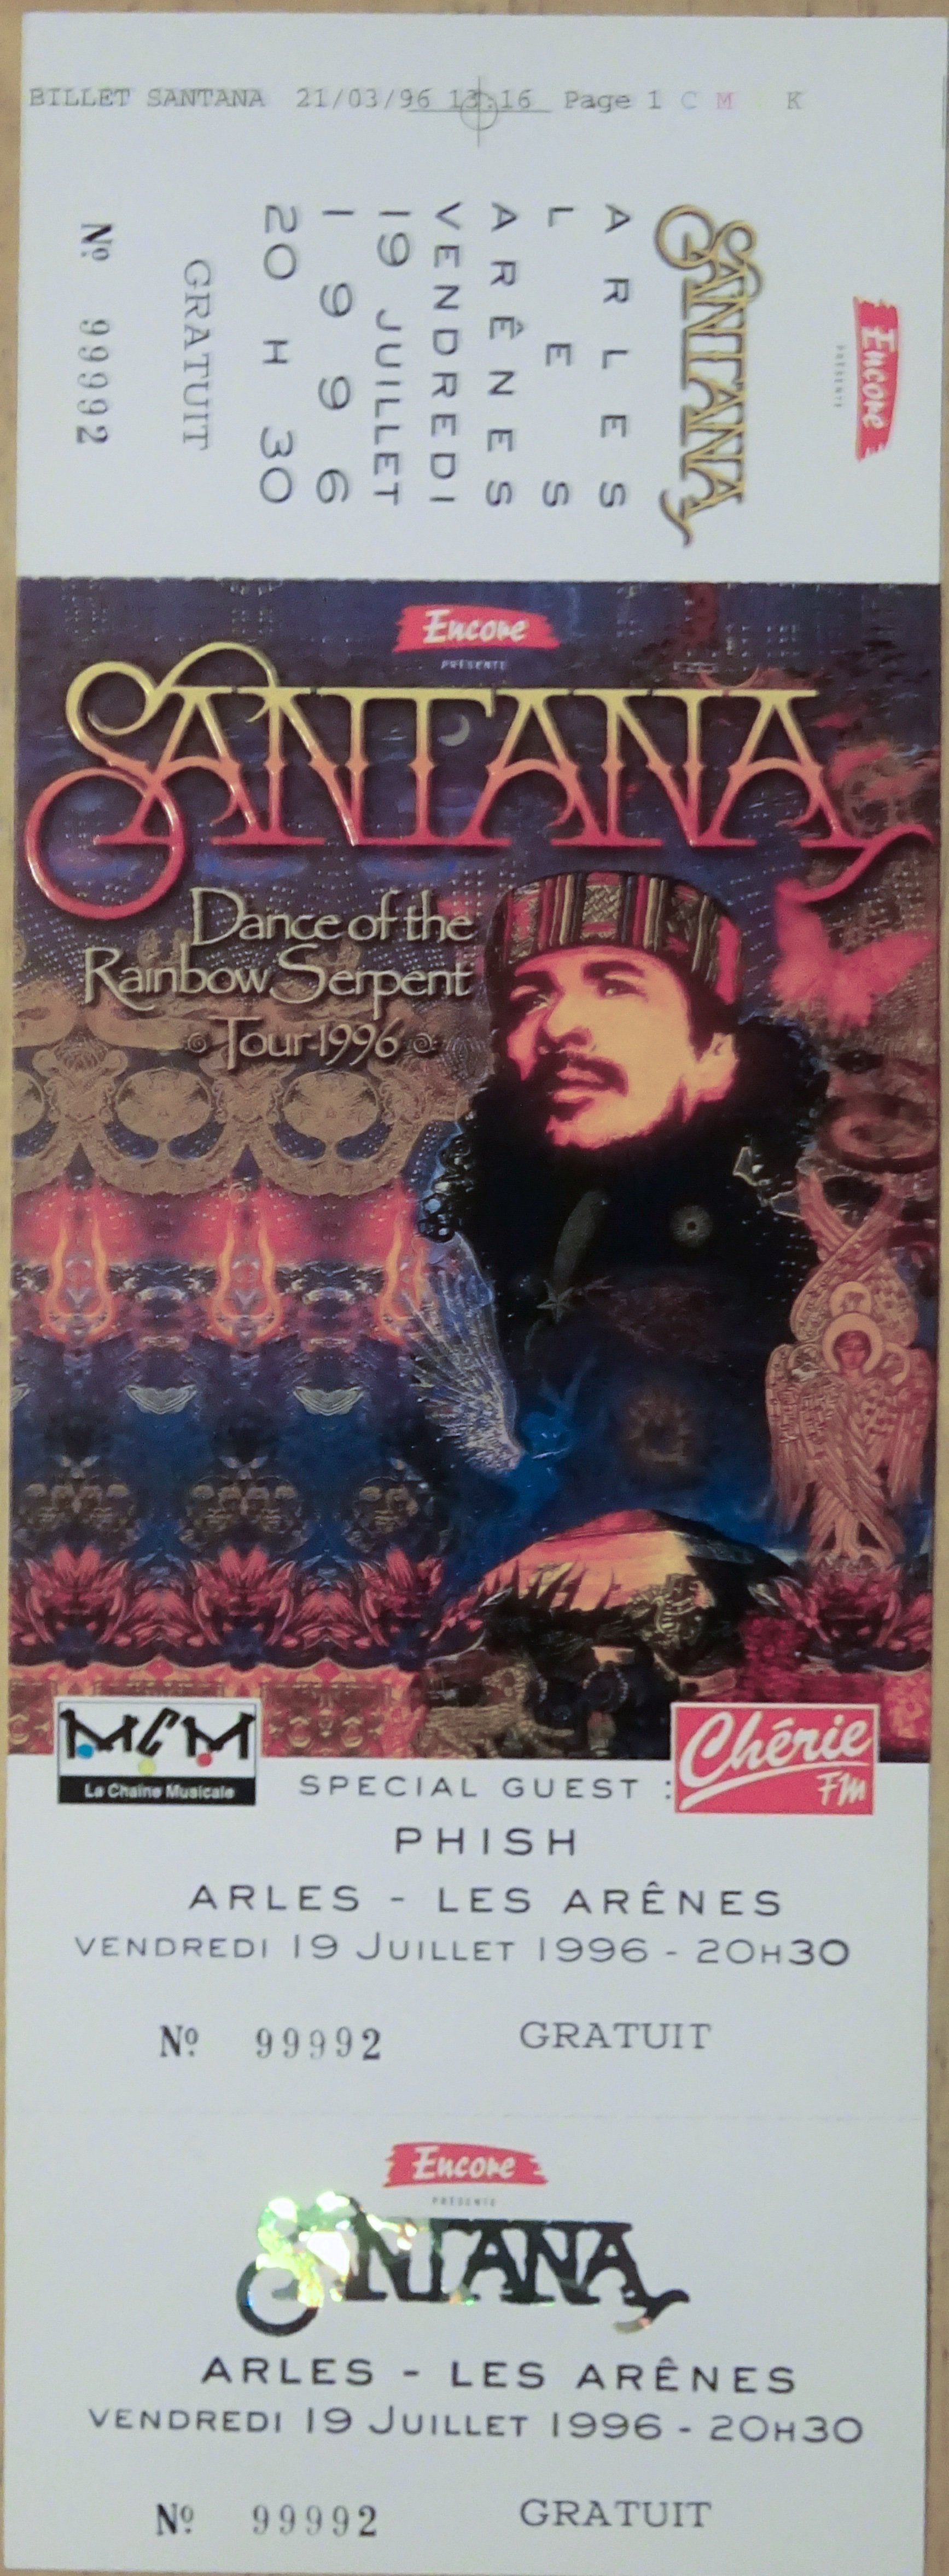 BILLET SANTANA 21/03/96 13:16 Page 1 C M K
Encore
PRÉSENTE
SANTANA
ARLES
LES
ARÊNES
VENDREDI
19 JUILLET
1996
20 H 30
GRATUIT
Nº 99992
Encore
PRÉSENTE
SANTANA
Dance of the
Rainbow Serpent
Tour 1996
MCM
La Chaîne Musicale
SPECIAL GUEST :
Chérie
FM
PHISH
ARLES - LES ARÊNES
VENDREDI 19 JUILLET 1996 - 20H30
Nº 99992 GRATUIT
Encore
PRÉSENTE
SANTANA
ARLES - LES ARÊNES
VENDREDI 19 JUILLET 1996 - 20H30
Nº 99992 GRATUIT